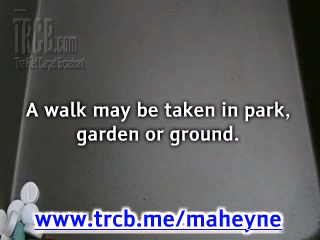 TRCB.com
A walk may be taken in park,
garden or ground.
www.trcb.me/maheyne